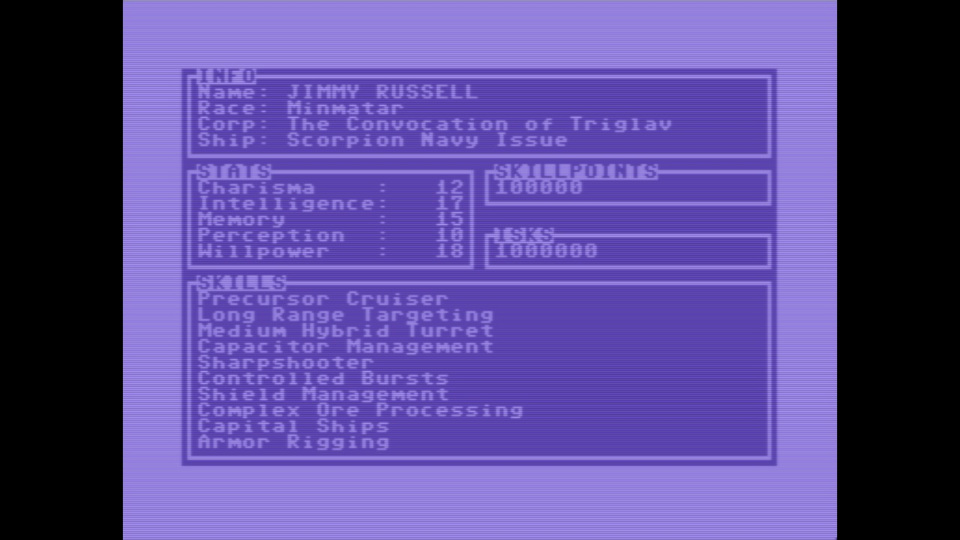 INFO
Name: JIMMY RUSSELL
Race: Minmatar
Corp: The Convocation of Triglav
Ship: Scorpion Navy Issue
STATS
Charisma : 12
Intelligence: 17
Memory : 15
Perception : 10
Willpower : 18
SKILLPOINTS
100000
ISKS
1000000
SKILLS
Precursor Cruiser
Long Range Targeting
Medium Hybrid Turret
Capacitor Management
Sharpshooter
Controlled Bursts
Shield Management
Complex Ore Processing
Capital Ships
Armor Rigging